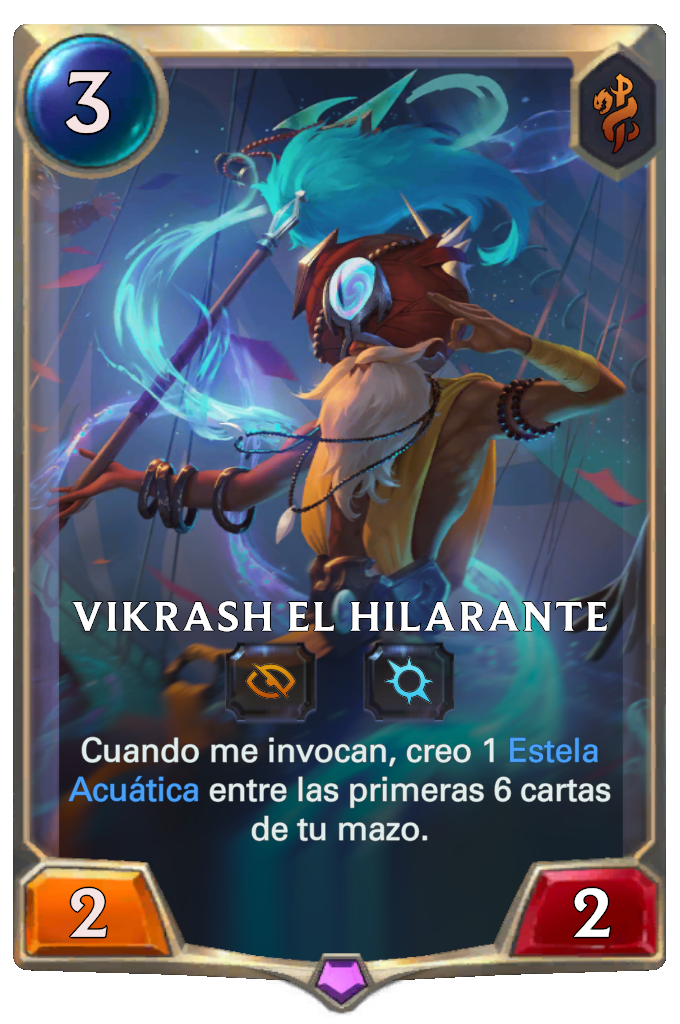 3
VIKRASH EL HILARANTE
Cuando me invocan, creo 1 Estela
Acuática entre las primeras 6 cartas
de tu mazo.
2
2